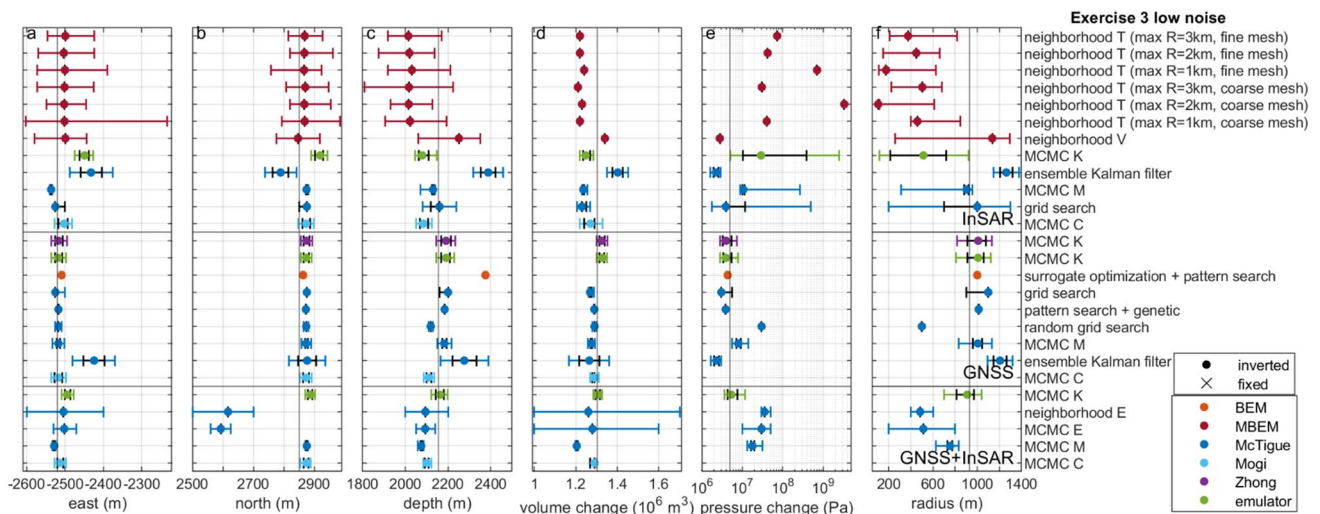 Exercise 3 low noise
a b c d e f
neighborhood T (max R=3km, fine mesh)
neighborhood T (max R=2km, fine mesh)
neighborhood T (max R=1km, fine mesh)
neighborhood T (max R=3km, coarse mesh)
neighborhood T (max R=2km, coarse mesh)
neighborhood T (max R=1km, coarse mesh)
neighborhood V
MCMC K
ensemble Kalman filter
MCMC M
grid search
InSAR
MCMC C
MCMC K
MCMC K
surrogate optimization + pattern search
grid search
pattern search + genetic
random grid search
MCMC M
ensemble Kalman filter
GNSS
MCMC C
MCMC K
neighborhood E
MCMC E
MCMC M
GNSS+InSAR
MCMC C
inverted
fixed
BEM
MBEM
McTigue
Mogi
Zhong
emulator
-2600 -2500 -2400 -2300
east (m)
2500 2700 2900
north (m)
2000 2200 2400
depth (m)
1 1.2 1.4 1.6
volume change (10⁶ m³)
10⁶ 10⁷ 10⁸ 10⁹
pressure change (Pa)
200 600 1000 1400
radius (m)